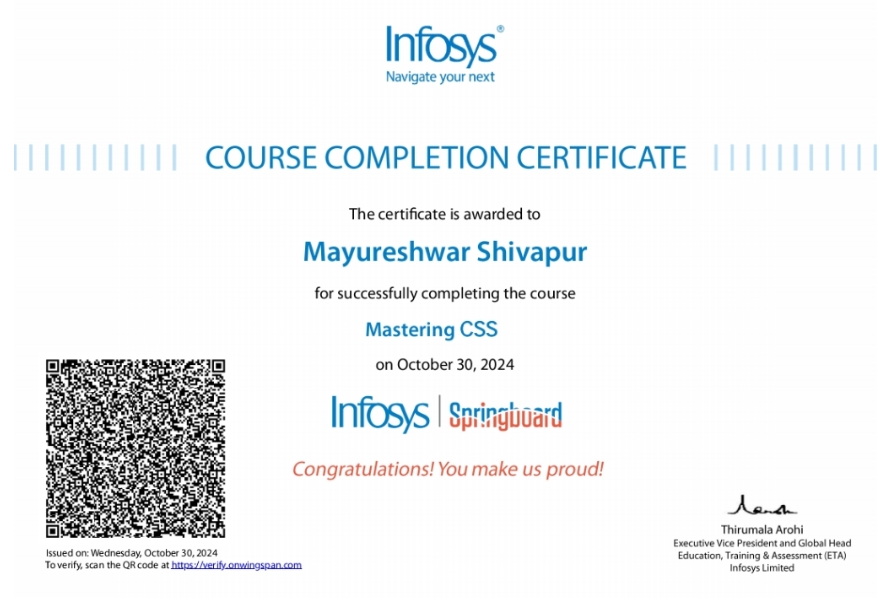 Infosys®
Navigate your next
COURSE COMPLETION CERTIFICATE
The certificate is awarded to
Mayureshwar Shivapur
for successfully completing the course
Mastering CSS
on October 30, 2024
Infosys | Springboard
Congratulations! You make us proud!
Issued on: Wednesday, October 30, 2024
To verify, scan the QR code at https://verify.onwingspan.com
Thirumala Arohi
Executive Vice President and Global Head
Education, Training & Assessment (ETA)
Infosys Limited